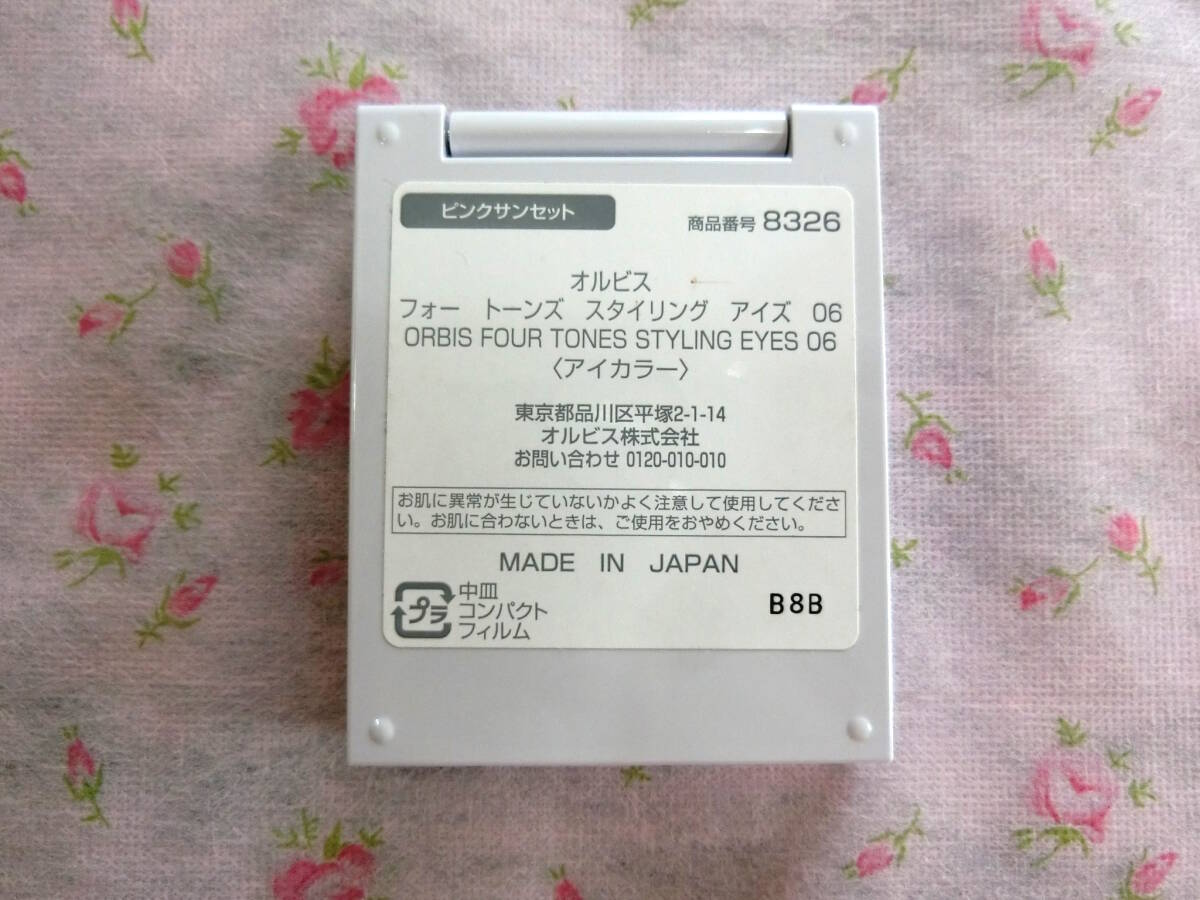 ピンクサンセット
商品番号 8326
オルビス
フォー トーンズ スタイリング アイズ 06
ORBIS FOUR TONES STYLING EYES 06
〈アイカラー〉
東京都品川区平塚2-1-14
オルビス株式会社
お問い合わせ 0120-010-010
お肌に異常が生じていないかよく注意して使用してくださ
い。お肌に合わないときは、ご使用をおやめください。
MADE IN JAPAN
プラ
中皿
コンパクト
フィルム
B8B